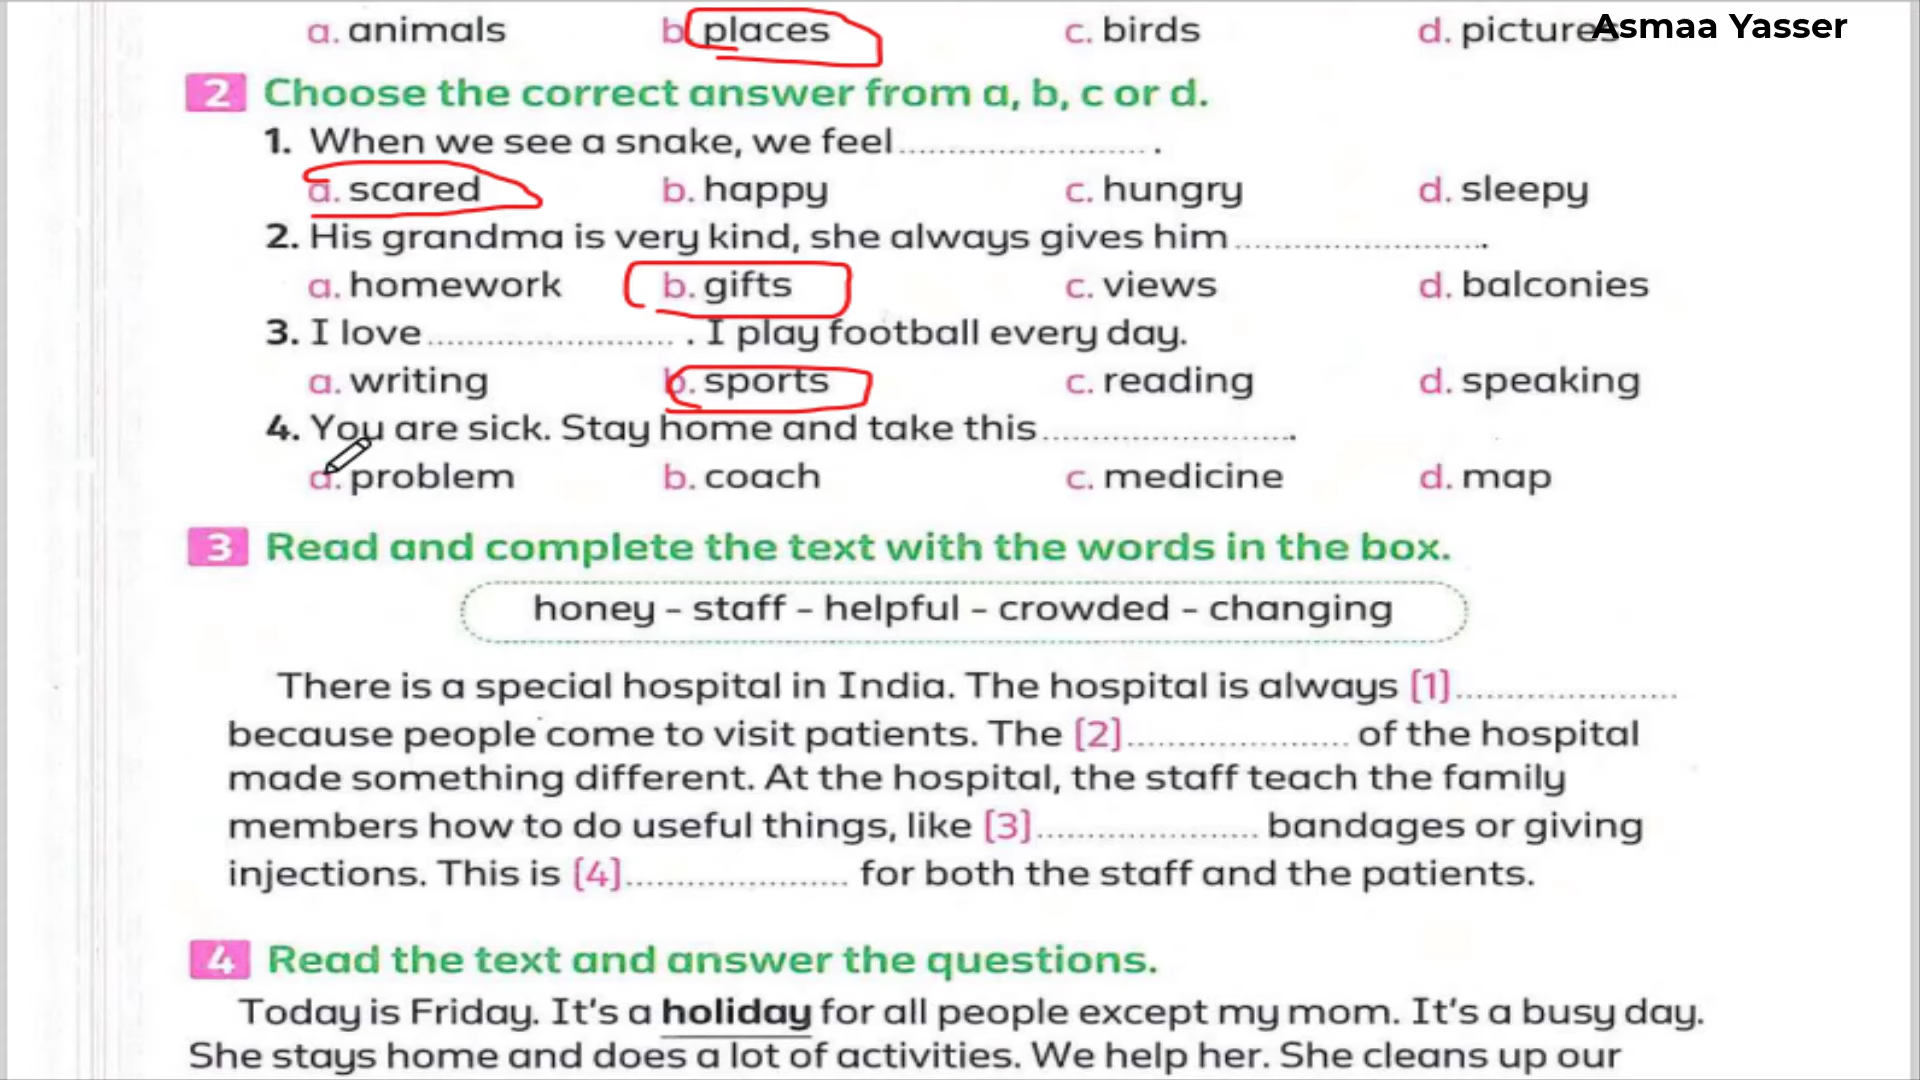 a. animals b. places c. birds d. pictures
Asmaa Yasser
2 Choose the correct answer from a, b, c or d.
1. When we see a snake, we feel ........................ .
a. scared b. happy c. hungry d. sleepy
2. His grandma is very kind, she always gives him ........................ .
a. homework b. gifts c. views d. balconies
3. I love ........................ . I play football every day.
a. writing b. sports c. reading d. speaking
4. You are sick. Stay home and take this ........................ .
a. problem b. coach c. medicine d. map
3 Read and complete the text with the words in the box.
honey - staff - helpful - crowded - changing
There is a special hospital in India. The hospital is always [1] ......................
because people come to visit patients. The [2] ...................... of the hospital
made something different. At the hospital, the staff teach the family
members how to do useful things, like [3] ...................... bandages or giving
injections. This is [4] ...................... for both the staff and the patients.
4 Read the text and answer the questions.
Today is Friday. It's a holiday for all people except my mom. It's a busy day.
She stays home and does a lot of activities. We help her. She cleans up our